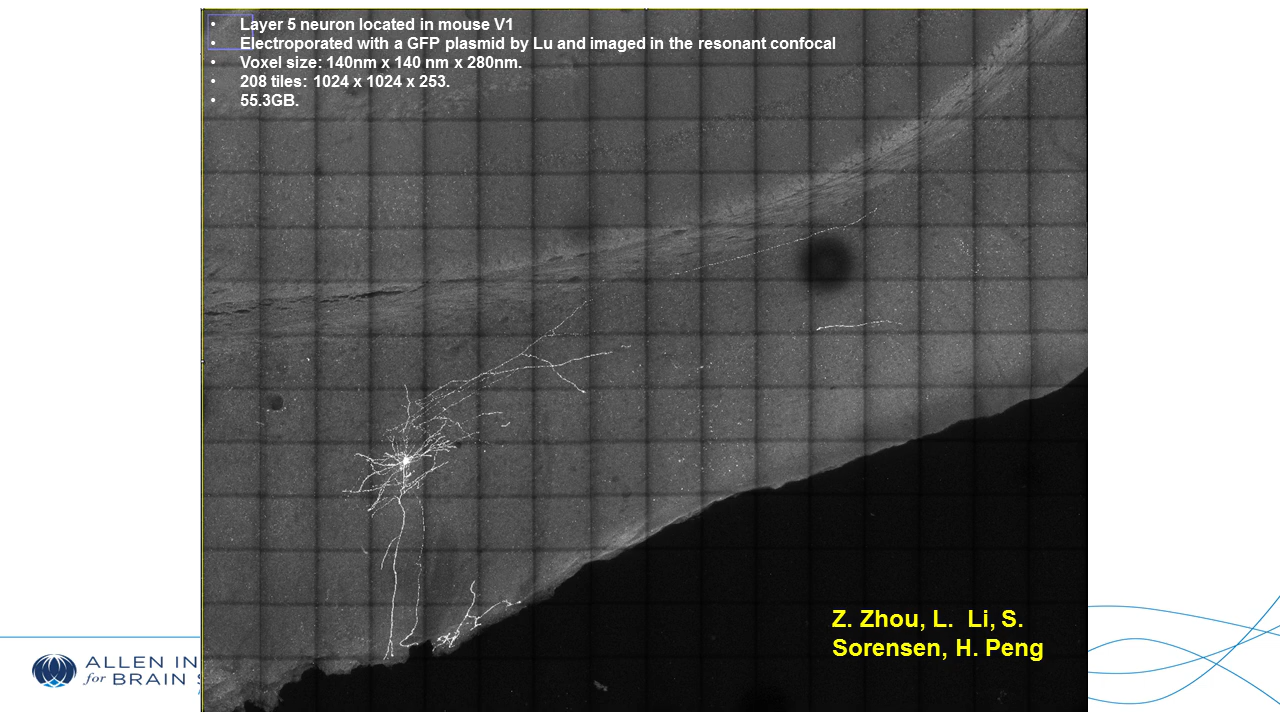 • Layer 5 neuron located in mouse V1
• Electroporated with a GFP plasmid by Lu and imaged in the resonant confocal
• Voxel size: 140nm x 140 nm x 280nm.
• 208 tiles: 1024 x 1024 x 253.
• 55.3GB.
Z. Zhou, L.  Li, S.
Sorensen, H. Peng
ALLEN IN
for BRAIN